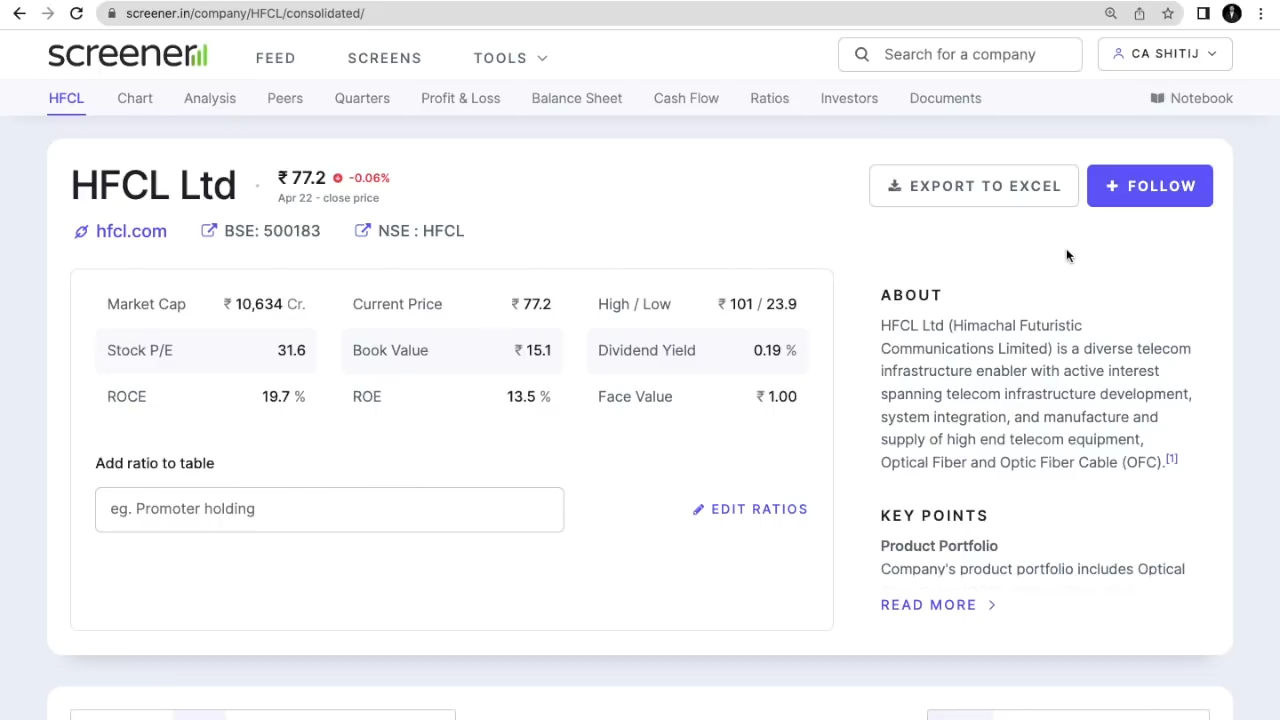 screener.in/company/HFCL/consolidated/
screener
FEED SCREENS TOOLS
Search for a company
CA SHITIJ
HFCL Chart Analysis Peers Quarters Profit & Loss Balance Sheet Cash Flow Ratios Investors Documents Notebook
HFCL Ltd
₹ 77.2 -0.06%
Apr 22 - close price
EXPORT TO EXCEL
+ FOLLOW
hfcl.com BSE: 500183 NSE : HFCL
Market Cap ₹ 10,634 Cr. Current Price ₹ 77.2 High / Low ₹ 101 / 23.9
Stock P/E 31.6 Book Value ₹ 15.1 Dividend Yield 0.19 %
ROCE 19.7 % ROE 13.5 % Face Value ₹ 1.00
Add ratio to table
eg. Promoter holding
EDIT RATIOS
ABOUT
HFCL Ltd (Himachal Futuristic
Communications Limited) is a diverse telecom
infrastructure enabler with active interest
spanning telecom infrastructure development,
system integration, and manufacture and
supply of high end telecom equipment,
Optical Fiber and Optic Fiber Cable (OFC).[1]
KEY POINTS
Product Portfolio
Company's product portfolio includes Optical
READ MORE